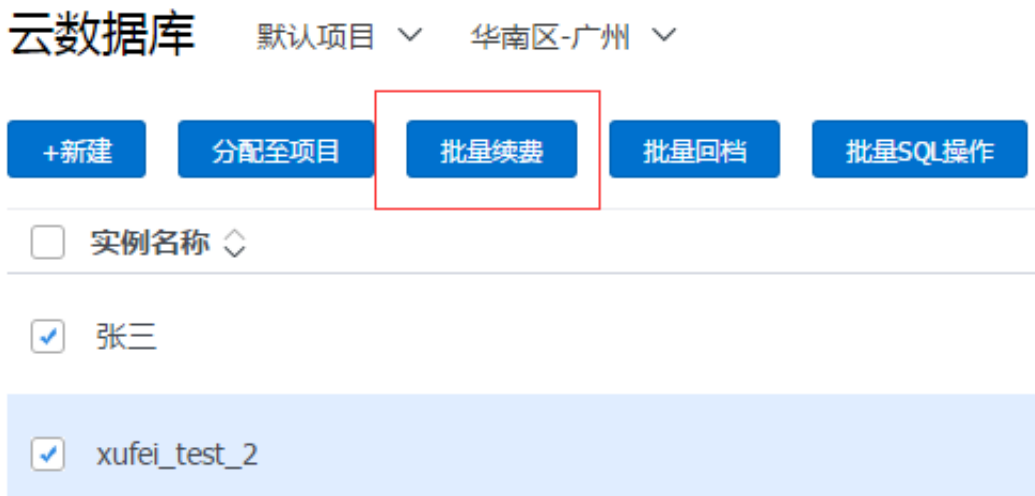 云数据库 默认项目 华南区-广州
+新建 分配至项目 批量续费 批量回档 批量SQL操作
实例名称
张三
xufei_test_2